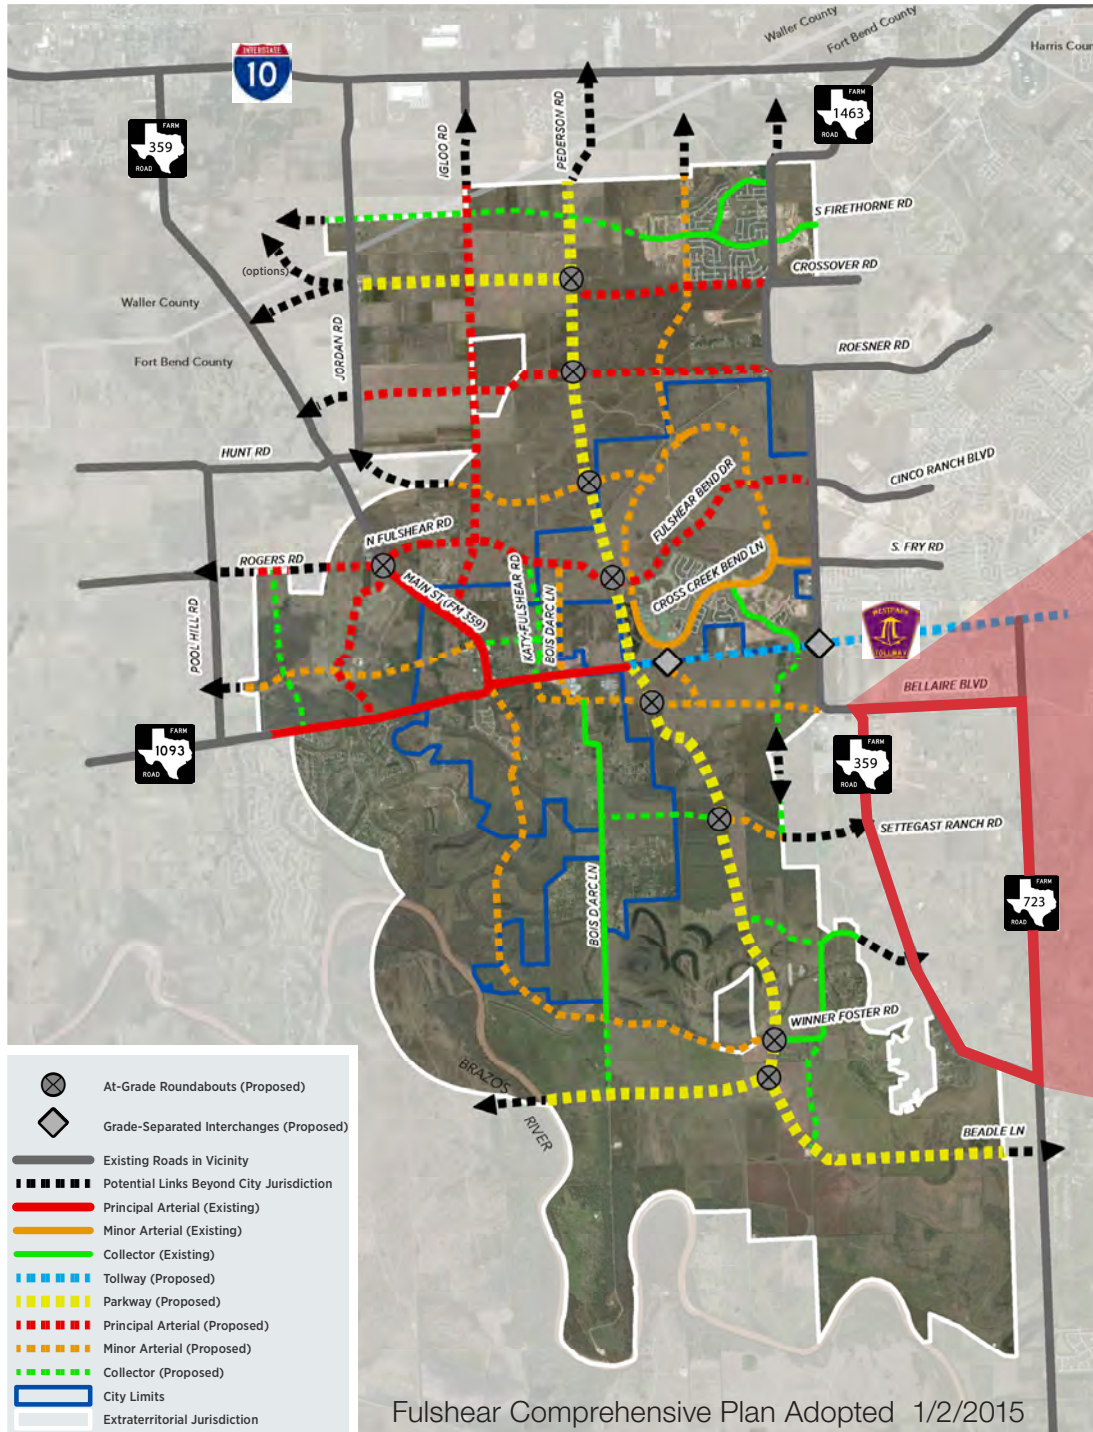 Waller County
Fort Bend County
Harris Coun
INTERSTATE
10
FARM
359
ROAD
FARM
1463
ROAD
IGLOO RD
PEDERSON RD
S FIRETHORNE RD
CROSSOVER RD
(options)
Waller County
Fort Bend County
JORDAN RD
ROESNER RD
HUNT RD
CINCO RANCH BLVD
FULSHEAR BEND DR
N FULSHEAR RD
S. FRY RD
ROGERS RD
MAIN ST (FM 359)
KATY-FULSHEAR RD
BOIS D'ARC LN
CROSS CREEK BEND LN
POOL HILL RD
WESTPARK
TOLLWAY
BELLAIRE BLVD
FARM
1093
ROAD
FARM
359
ROAD
SETTEGAST RANCH RD
FARM
723
ROAD
BOIS D'ARC LN
WINNER FOSTER RD
BRAZOS
RIVER
BEADLE LN
At-Grade Roundabouts (Proposed)
Grade-Separated Interchanges (Proposed)
Existing Roads in Vicinity
Potential Links Beyond City Jurisdiction
Principal Arterial (Existing)
Minor Arterial (Existing)
Collector (Existing)
Tollway (Proposed)
Parkway (Proposed)
Principal Arterial (Proposed)
Minor Arterial (Proposed)
Collector (Proposed)
City Limits
Extraterritorial Jurisdiction
Fulshear Comprehensive Plan Adopted 1/2/2015